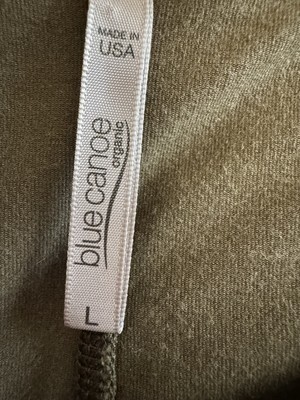 MADE IN
USA
blue canoe
organic
L